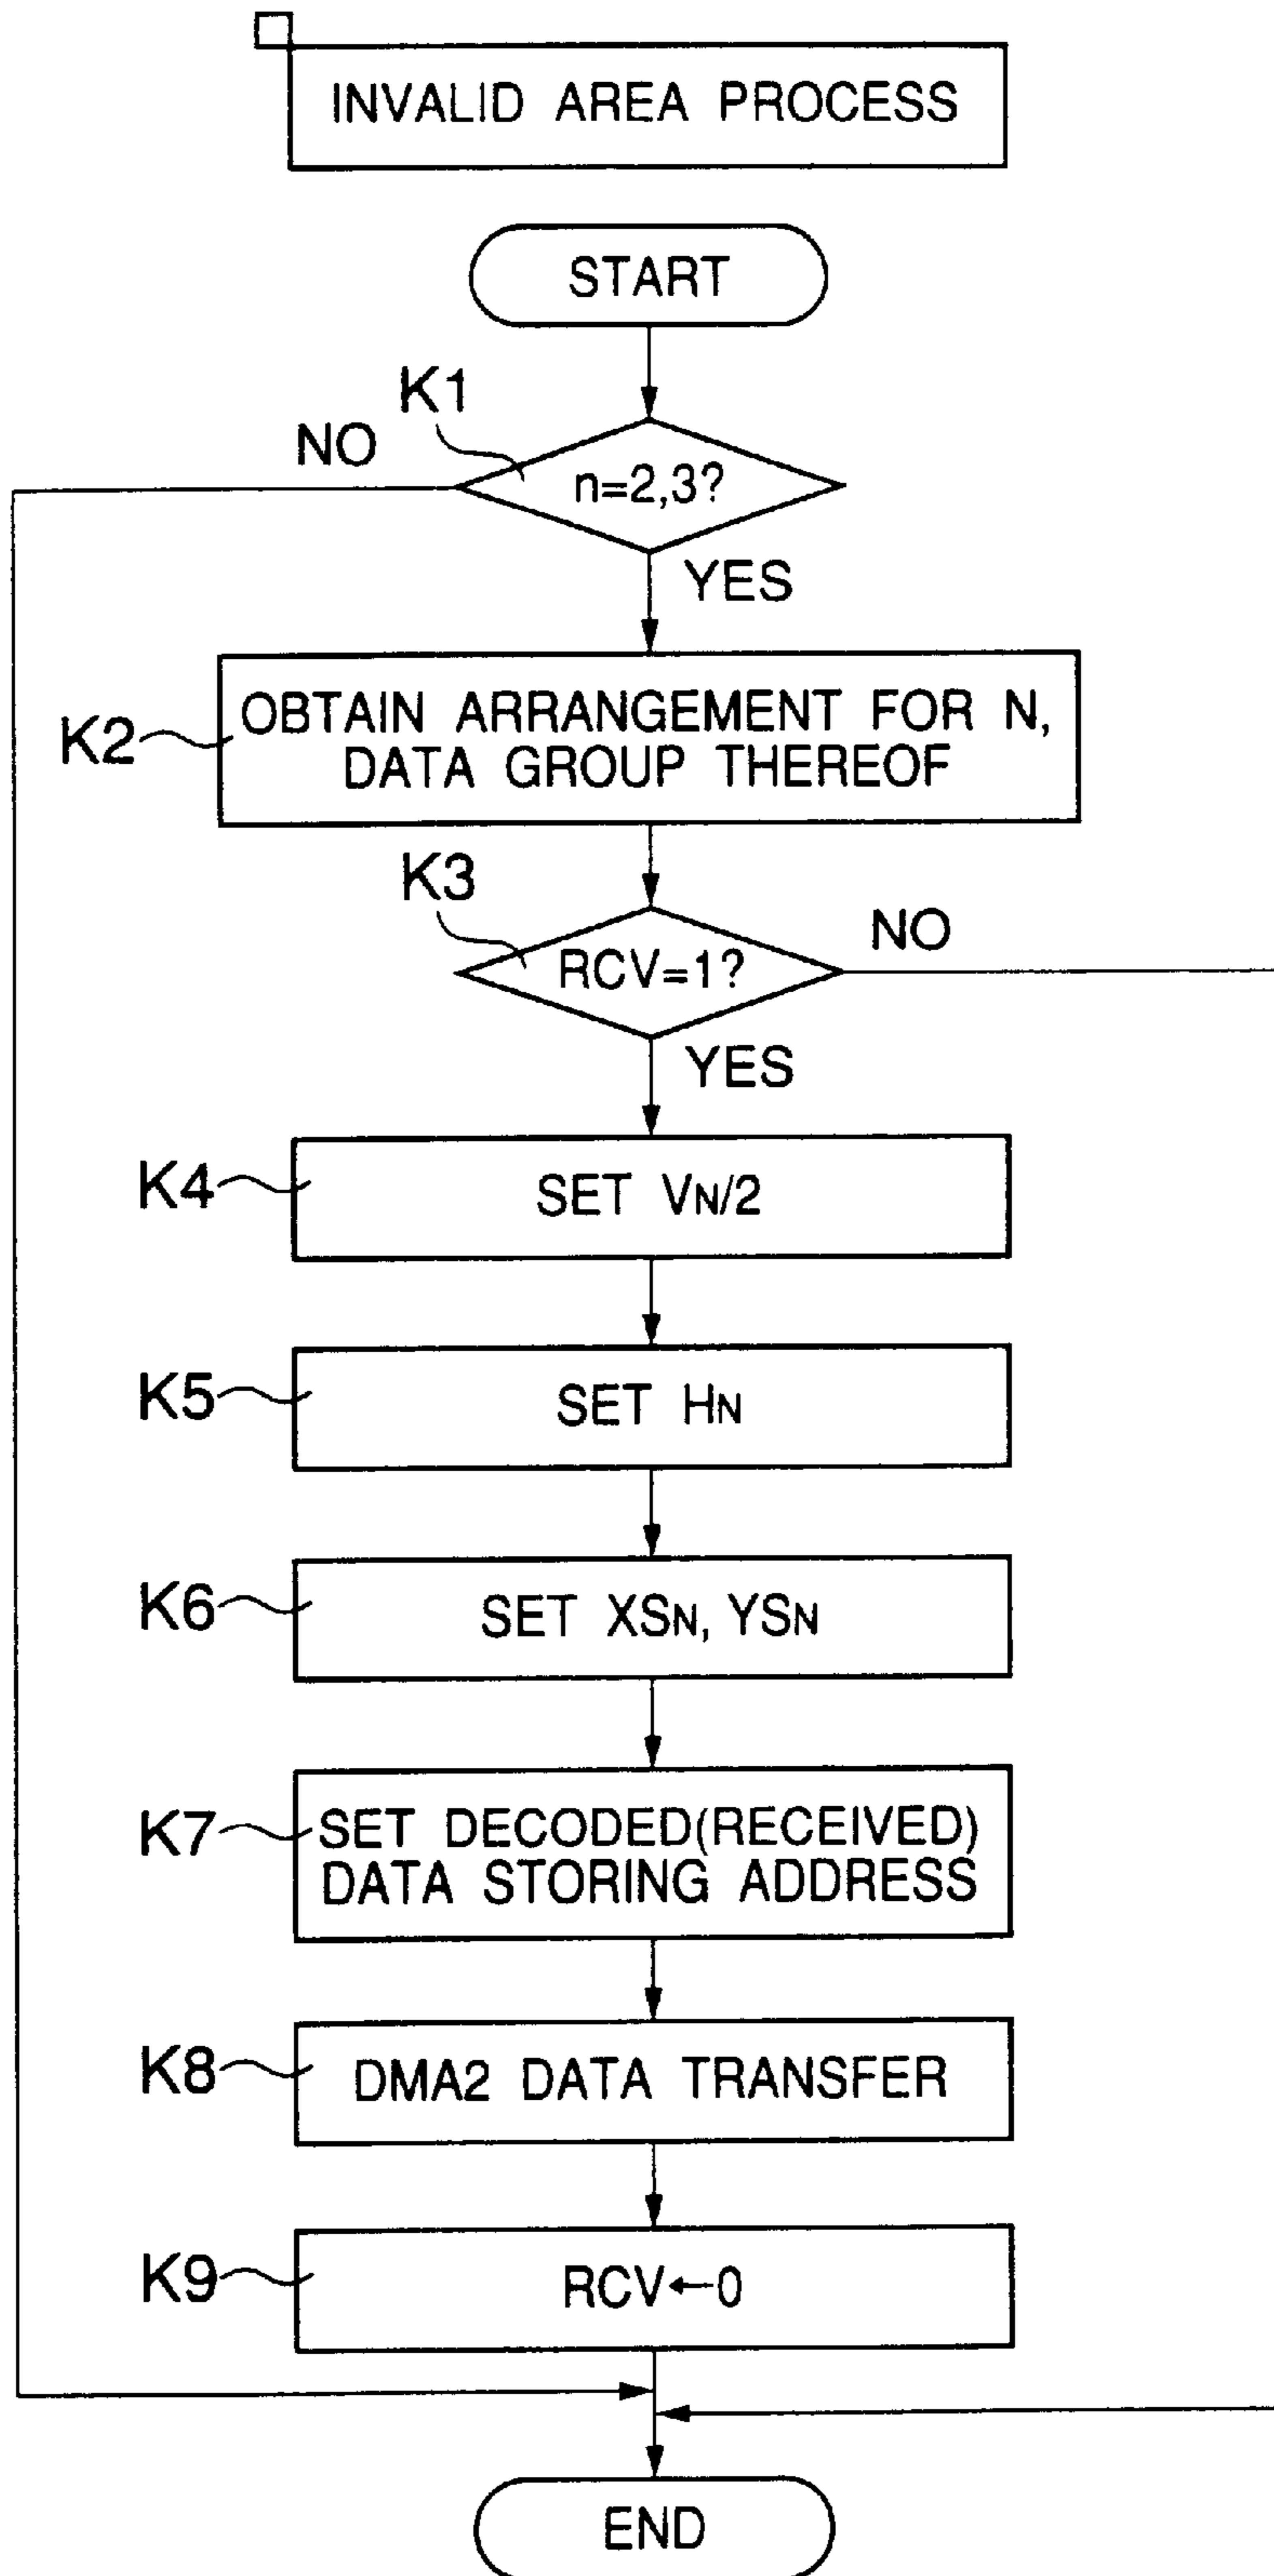 INVALID AREA PROCESS
START
K1
NO
n=2,3?
YES
K2
OBTAIN ARRANGEMENT FOR N,
DATA GROUP THEREOF
K3
NO
RCV=1?
YES
K4
SET VN/2
K5
SET HN
K6
SET XSN, YSN
K7
SET DECODED(RECEIVED)
DATA STORING ADDRESS
K8
DMA2 DATA TRANSFER
K9
RCV←0
END